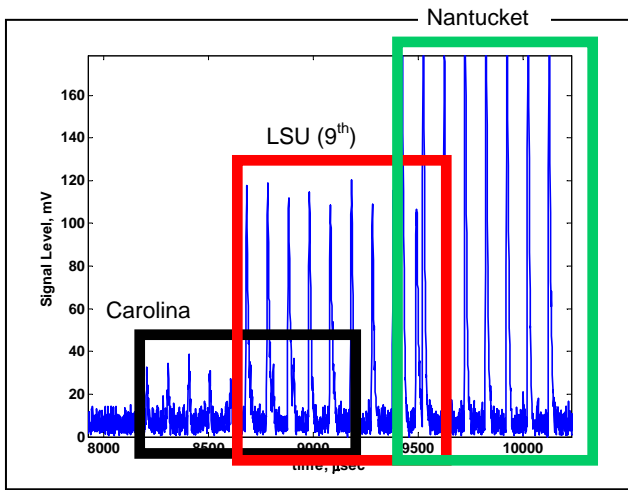 Nantucket
LSU (9th)
Carolina
Signal Level, mV
160
140
120
100
80
60
40
20
0
8000 8500 9000 9500 10000
time, μsec